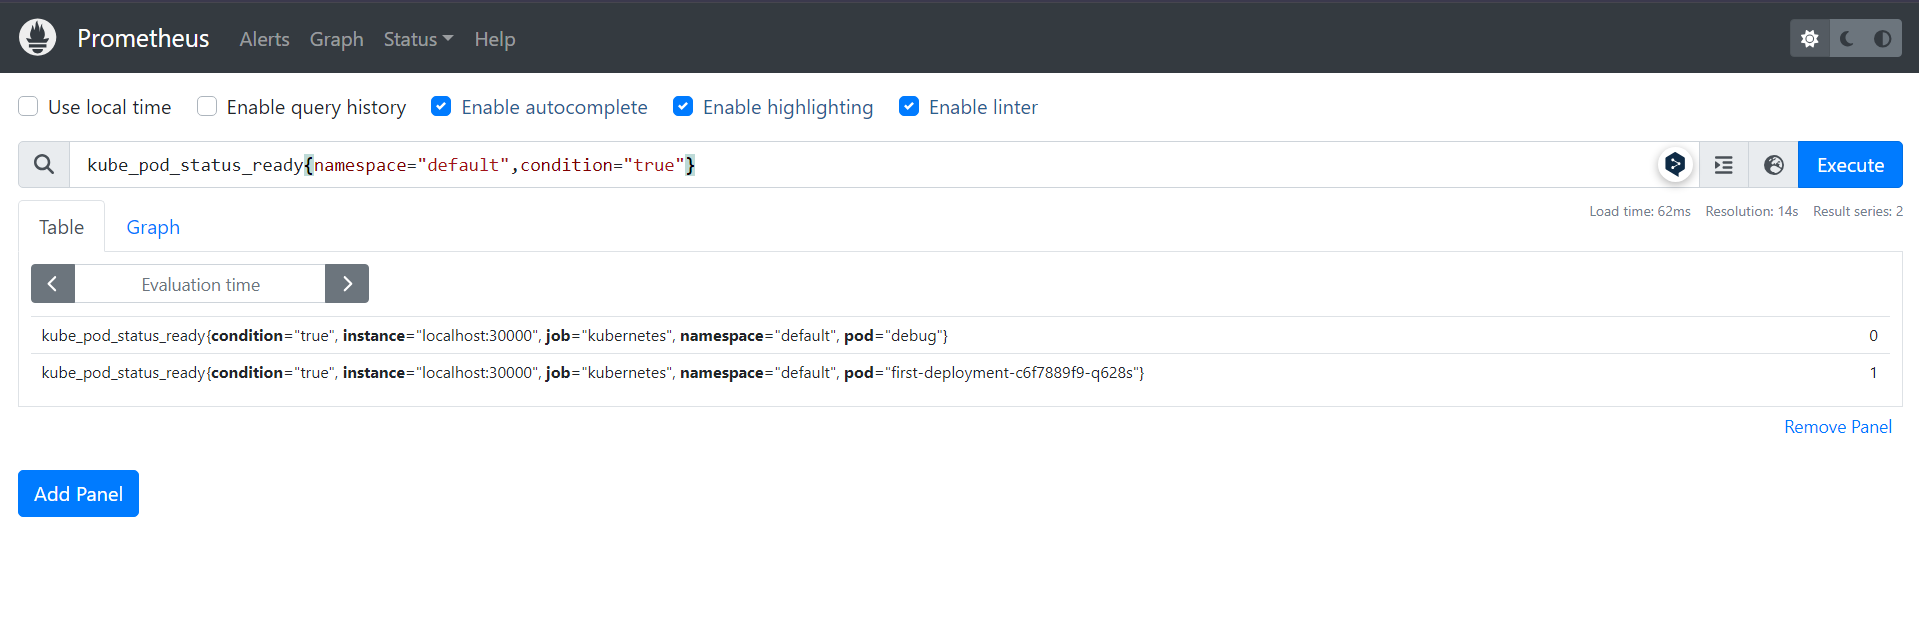 Prometheus Alerts Graph Status Help
Use local time Enable query history Enable autocomplete Enable highlighting Enable linter
kube_pod_status_ready{namespace="default",condition="true"} Execute
Load time: 62ms Resolution: 14s Result series: 2
Table Graph
Evaluation time
kube_pod_status_ready{condition="true", instance="localhost:30000", job="kubernetes", namespace="default", pod="debug"} 0
kube_pod_status_ready{condition="true", instance="localhost:30000", job="kubernetes", namespace="default", pod="first-deployment-c6f7889f9-q628s"} 1
Remove Panel
Add Panel